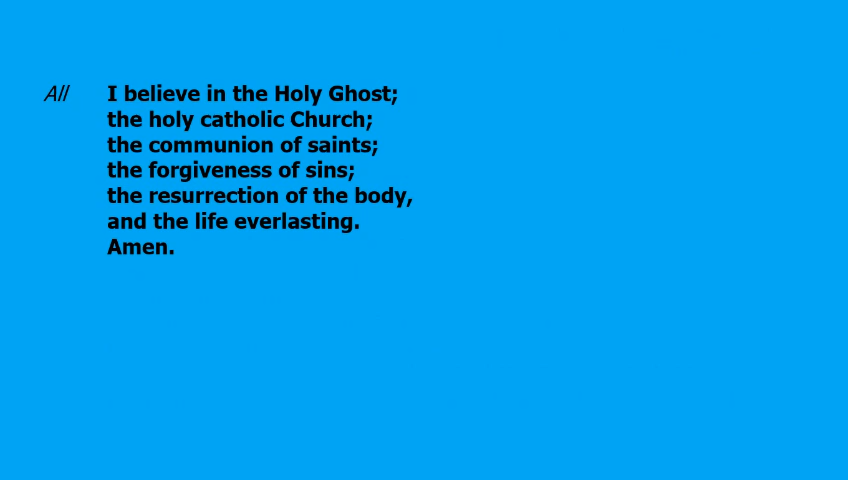 All I believe in the Holy Ghost;
the holy catholic Church;
the communion of saints;
the forgiveness of sins;
the resurrection of the body,
and the life everlasting.
Amen.